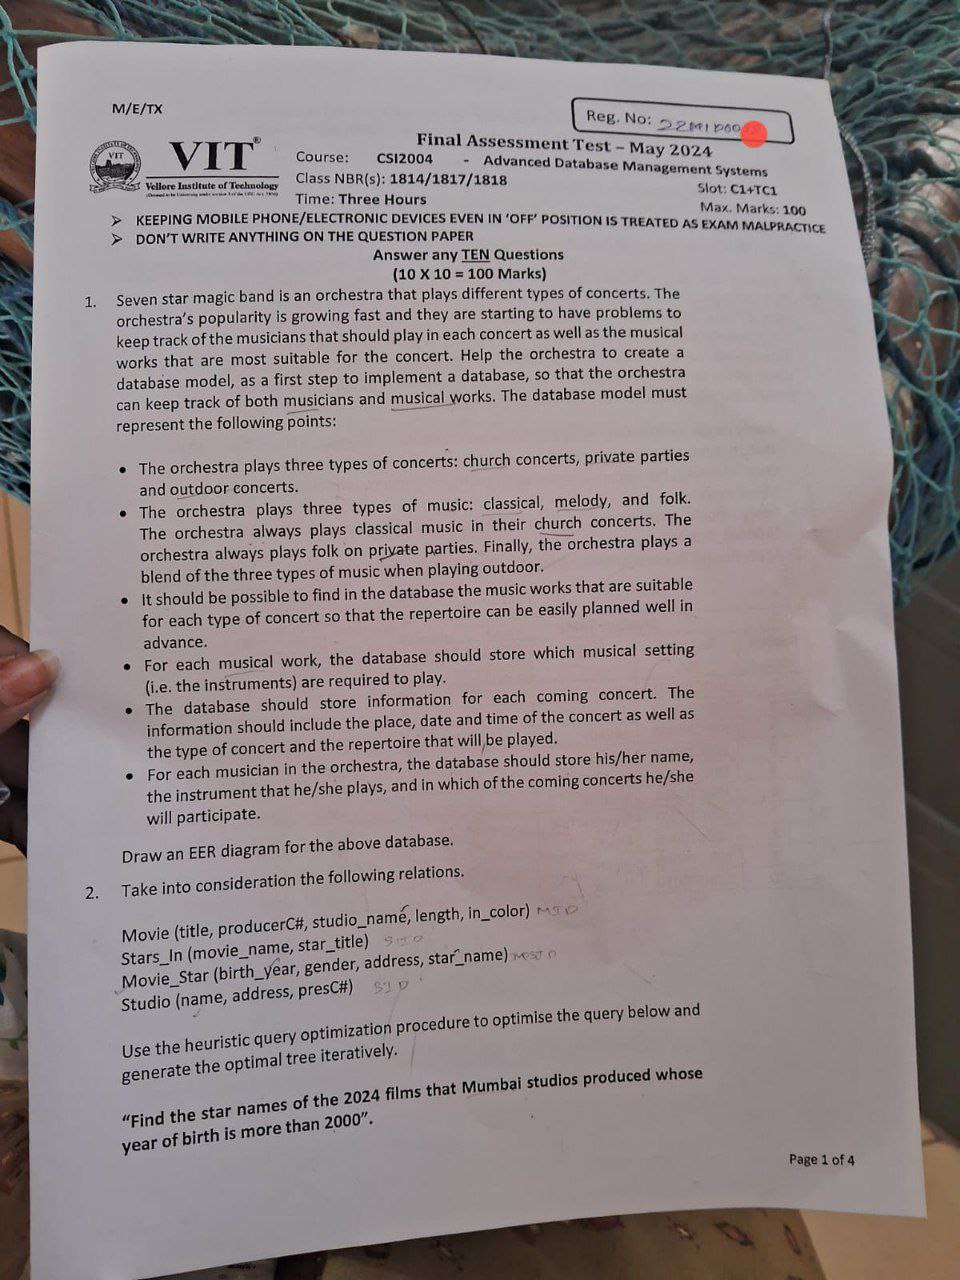 M/E/TX
Reg. No:
VIT®
VIT
Vellore Institute of Technology
Final Assessment Test – May 2024
Course: CSI2004 - Advanced Database Management Systems
Class NBR(s): 1814/1817/1818
Slot: C1+TC1
Time: Three Hours
Max. Marks: 100
➢ KEEPING MOBILE PHONE/ELECTRONIC DEVICES EVEN IN ‘OFF’ POSITION IS TREATED AS EXAM MALPRACTICE
➢ DON’T WRITE ANYTHING ON THE QUESTION PAPER
Answer any TEN Questions
(10 X 10 = 100 Marks)
1. Seven star magic band is an orchestra that plays different types of concerts. The
orchestra’s popularity is growing fast and they are starting to have problems to
keep track of the musicians that should play in each concert as well as the musical
works that are most suitable for the concert. Help the orchestra to create a
database model, as a first step to implement a database, so that the orchestra
can keep track of both musicians and musical works. The database model must
represent the following points:
• The orchestra plays three types of concerts: church concerts, private parties
and outdoor concerts.
• The orchestra plays three types of music: classical, melody, and folk.
The orchestra always plays classical music in their church concerts. The
orchestra always plays folk on private parties. Finally, the orchestra plays a
blend of the three types of music when playing outdoor.
• It should be possible to find in the database the music works that are suitable
for each type of concert so that the repertoire can be easily planned well in
advance.
• For each musical work, the database should store which musical setting
(i.e. the instruments) are required to play.
• The database should store information for each coming concert. The
information should include the place, date and time of the concert as well as
the type of concert and the repertoire that will be played.
• For each musician in the orchestra, the database should store his/her name,
the instrument that he/she plays, and in which of the coming concerts he/she
will participate.
Draw an EER diagram for the above database.
2. Take into consideration the following relations.
Movie (title, producerC#, studio_name, length, in_color) MID
Stars_In (movie_name, star_title) SID
Movie_Star (birth_year, gender, address, star_name)
Studio (name, address, presC#) SID
Use the heuristic query optimization procedure to optimise the query below and
generate the optimal tree iteratively.
“Find the star names of the 2024 films that Mumbai studios produced whose
year of birth is more than 2000”.
Page 1 of 4